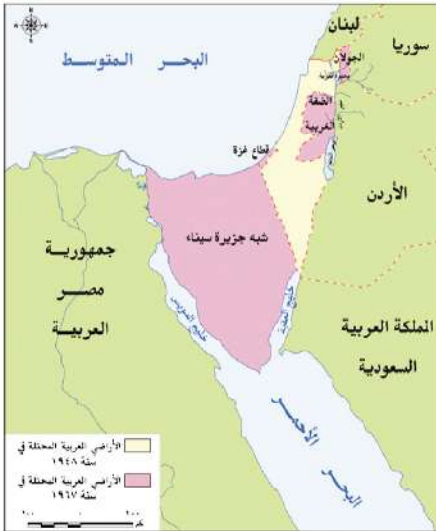 لبنان
سوريا
الجولان
البحر المتوسط
الضفة
الغربية
قطاع غزة
الأردن
شبه جزيرة سيناء
جمهورية
مصر
العربية
خليج السويس
خليج العقبة
المملكة العربية
السعودية
البحر الأحمر
الأراضي العربية المحتلة في
سنة ١٩٤٨
الأراضي العربية المحتلة في
سنة ١٩٦٧
كم